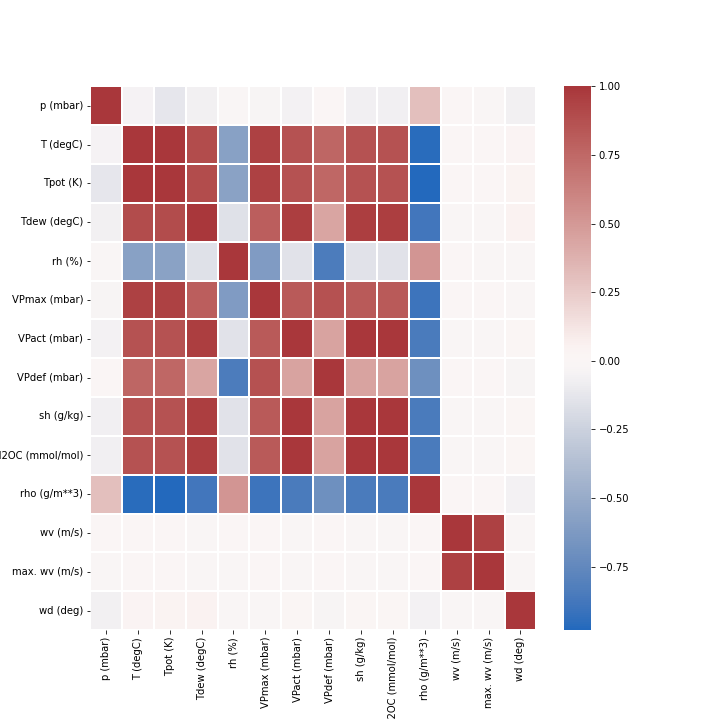 p (mbar)
T (degC)
Tpot (K)
Tdew (degC)
rh (%)
VPmax (mbar)
VPact (mbar)
VPdef (mbar)
sh (g/kg)
2OC (mmol/mol)
rho (g/m**3)
wv (m/s)
max. wv (m/s)
wd (deg)
p (mbar)
T (degC)
Tpot (K)
Tdew (degC)
rh (%)
VPmax (mbar)
VPact (mbar)
VPdef (mbar)
sh (g/kg)
2OC (mmol/mol)
rho (g/m**3)
wv (m/s)
max. wv (m/s)
wd (deg)
1.00
0.75
0.50
0.25
0.00
−0.25
−0.50
−0.75